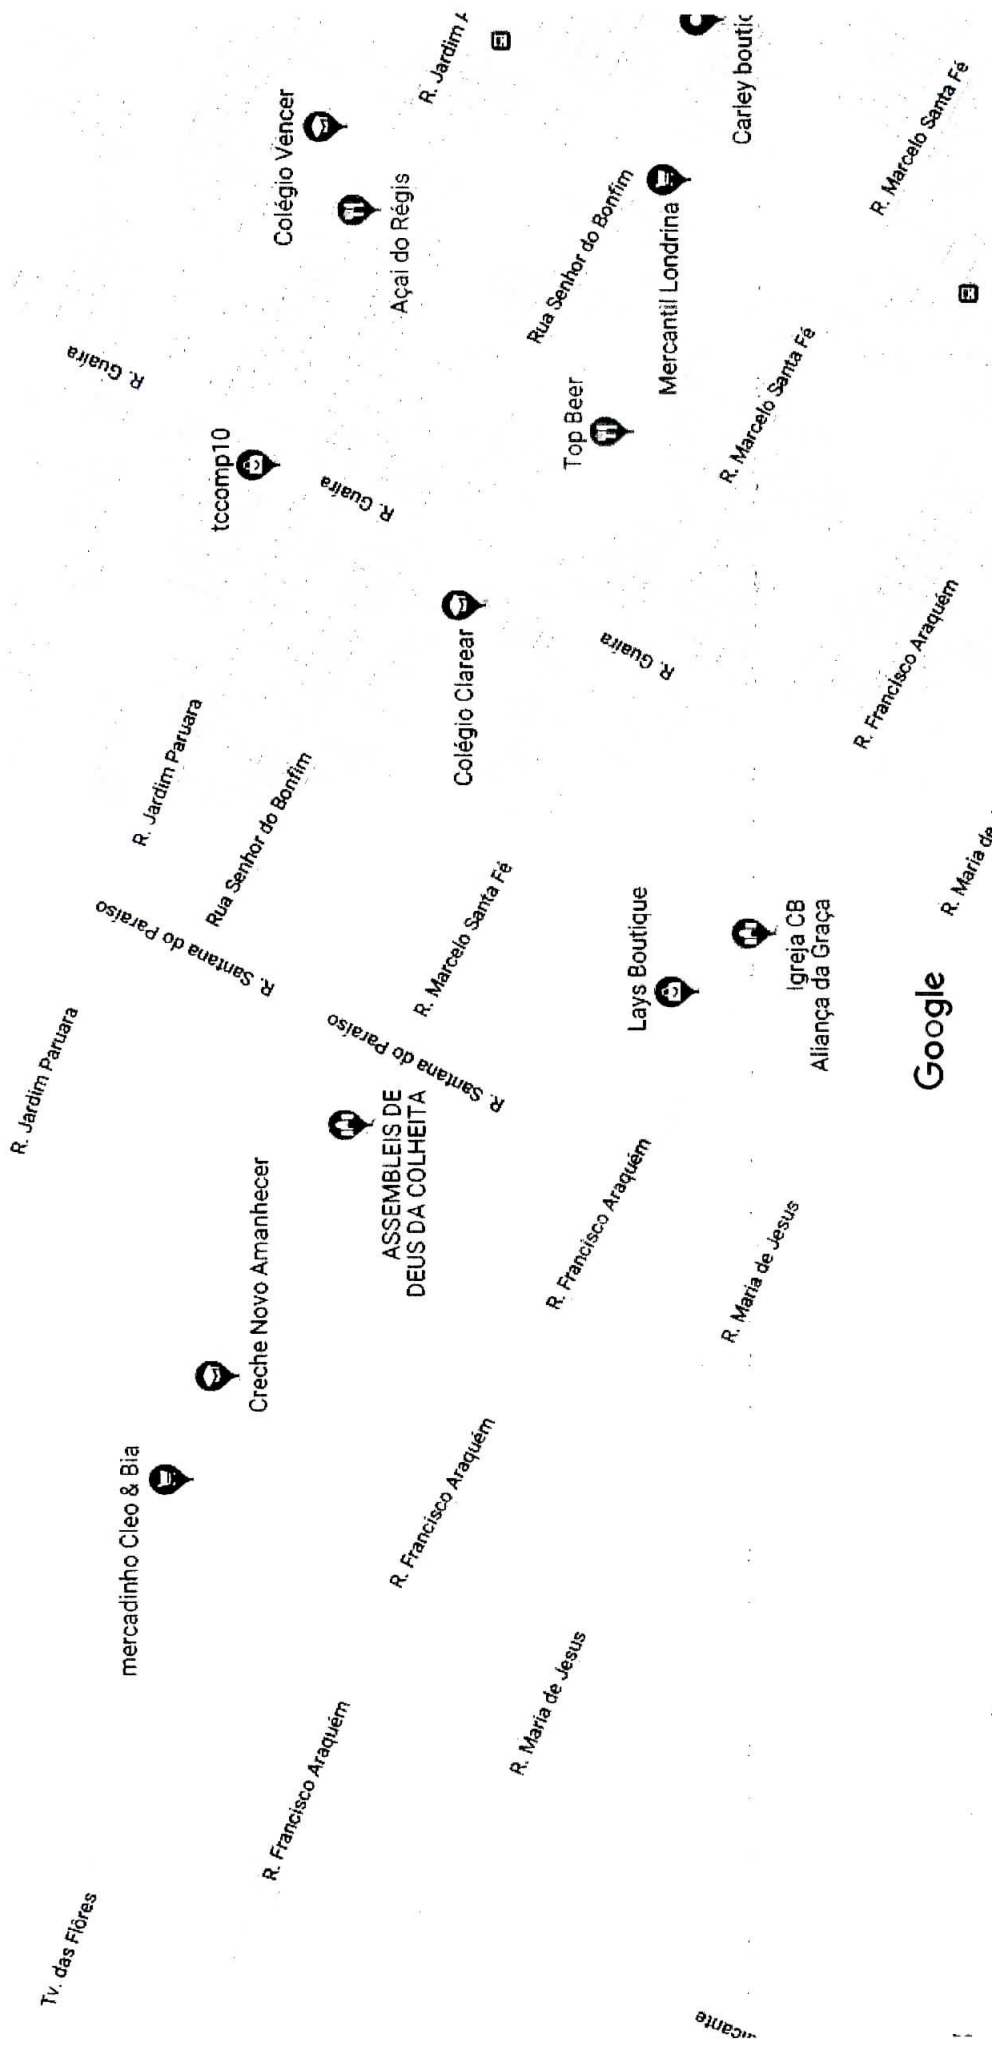 R. Jardim Paruara
Tv. das Flôres
R. Guaíra
mercadinho Cleo & Bia
R. Jardim Paruara
R. Santana do Paraíso
tccomp10
Creche Novo Amanhecer
Rua Senhor do Bonfim
Colégio Vencer
R. Francisco Araquém
R. Guaíra
ASSEMBLEIS DE
DEUS DA COLHEITA
Açai do Régis
R. Santana do Paraíso
R. Francisco Araquém
R. Jardim
R. Marcelo Santa Fé
Colégio Clarear
R. Maria de Jesus
Top Beer
Rua Senhor do Bonfim
R. Francisco Araquém
R. Guaíra
Lays Boutique
Mercantil Londrina
Carley boutic
R. Maria de Jesus
R. Marcelo Santa Fé
Igreja CB
Aliança da Graça
R. Francisco Araquém
R. Marcelo Santa Fé
Google
R. Maria de